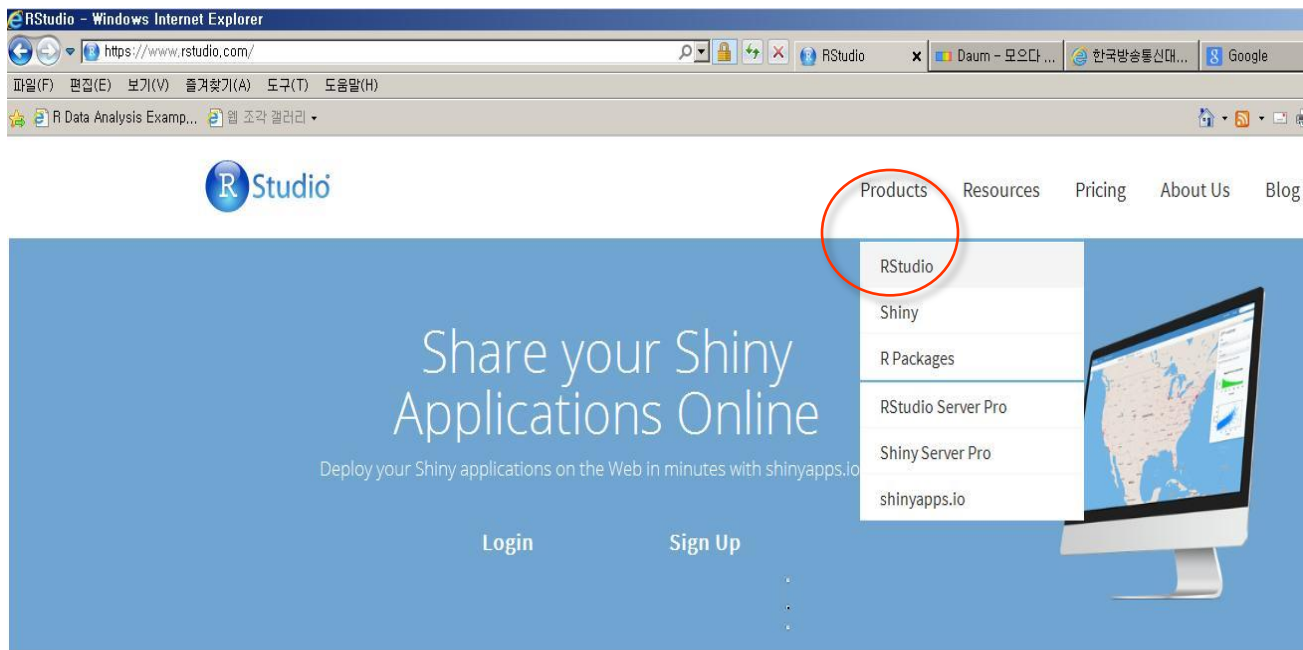 RStudio - Windows Internet Explorer
https://www.rstudio.com/
RStudio
Daum - 모으다 ...
한국방송통신대...
Google
파일(F) 편집(E) 보기(V) 즐겨찾기(A) 도구(T) 도움말(H)
R Data Analysis Examp... 웹 조각 갤러리
R Studio
Products Resources Pricing About Us Blog
RStudio
Shiny
R Packages
RStudio Server Pro
Shiny Server Pro
shinyapps.io
Share your Shiny
Applications Online
Deploy your Shiny applications on the Web in minutes with shinyapps.io
Login Sign Up